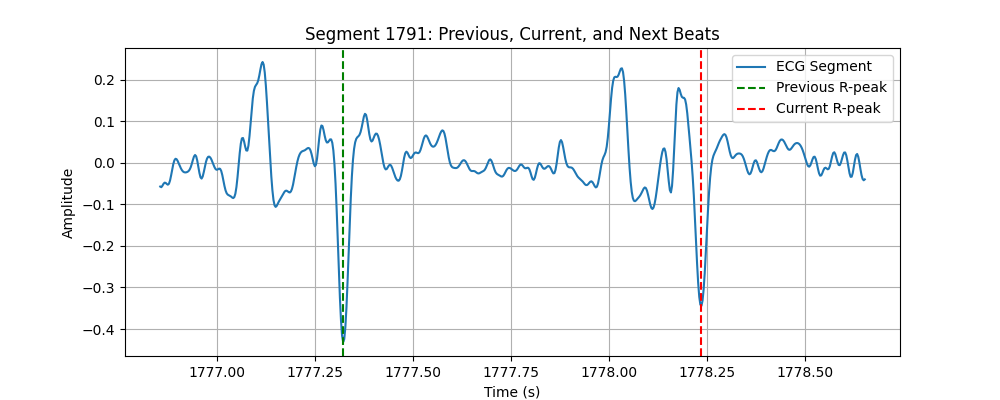 Segment 1791: Previous, Current, and Next Beats
ECG Segment
Previous R-peak
Current R-peak
Amplitude
0.2
0.1
0.0
−0.1
−0.2
−0.3
−0.4
1777.00 1777.25 1777.50 1777.75 1778.00 1778.25 1778.50
Time (s)